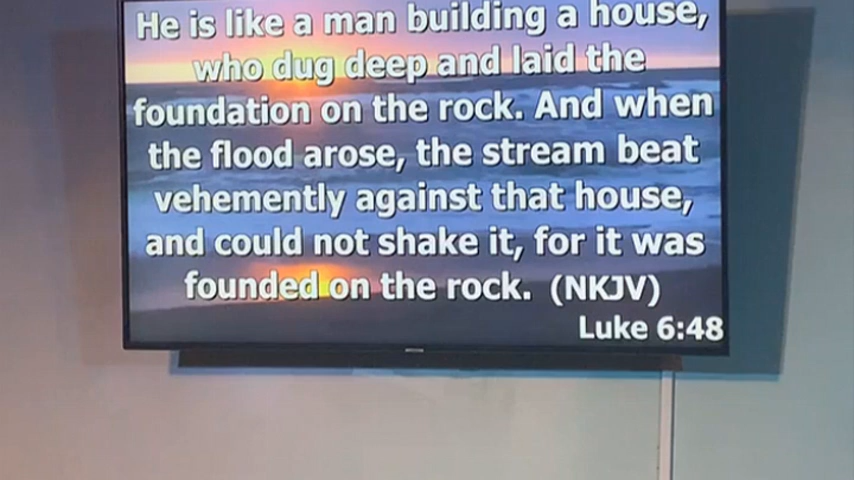 He is like a man building a house,
who dug deep and laid the
foundation on the rock. And when
the flood arose, the stream beat
vehemently against that house,
and could not shake it, for it was
founded on the rock. (NKJV)
Luke 6:48